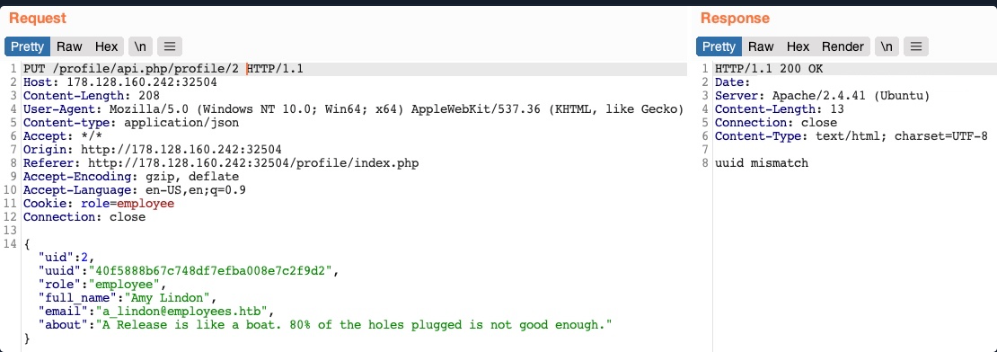 Request
Pretty Raw Hex \n ≡
1 PUT /profile/api.php/profile/2 HTTP/1.1
2 Host: 178.128.160.242:32504
3 Content-Length: 208
4 User-Agent: Mozilla/5.0 (Windows NT 10.0; Win64; x64) AppleWebKit/537.36 (KHTML, like Gecko)
5 Content-type: application/json
6 Accept: */*
7 Origin: http://178.128.160.242:32504
8 Referer: http://178.128.160.242:32504/profile/index.php
9 Accept-Encoding: gzip, deflate
10 Accept-Language: en-US,en;q=0.9
11 Cookie: role=employee
12 Connection: close
13
14 {
"uid":2,
"uuid":"40f5888b67c748df7efba008e7c2f9d2",
"role":"employee",
"full_name":"Amy Lindon",
"email":"a_lindon@employees.htb",
"about":"A Release is like a boat. 80% of the holes plugged is not good enough."
}
Response
Pretty Raw Hex Render \n ≡
1 HTTP/1.1 200 OK
2 Date:
3 Server: Apache/2.4.41 (Ubuntu)
4 Content-Length: 13
5 Connection: close
6 Content-Type: text/html; charset=UTF-8
7
8 uuid mismatch